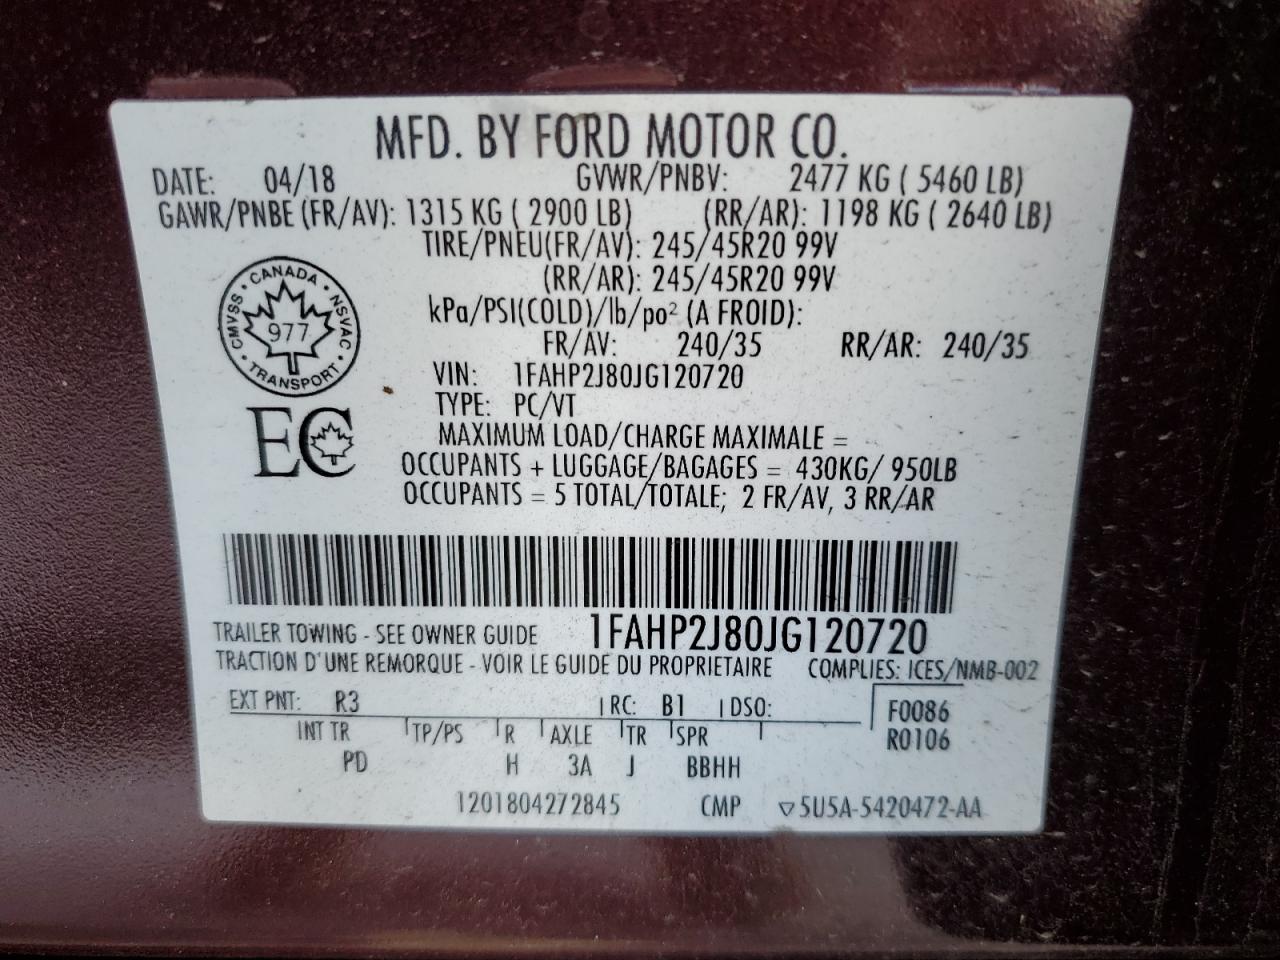 MFD. BY FORD MOTOR CO.
DATE: 04/18 GVWR/PNBV: 2477 KG ( 5460 LB)
GAWR/PNBE (FR/AV): 1315 KG ( 2900 LB) (RR/AR): 1198 KG ( 2640 LB)
TIRE/PNEU(FR/AV): 245/45R20 99V
(RR/AR): 245/45R20 99V
kPa/PSI(COLD)/lb/po² (A FROID):
FR/AV: 240/35 RR/AR: 240/35
CANADA
CMVSS NSVAC
977
TRANSPORT
VIN: 1FAHP2J80JG120720
TYPE: PC/VT
EC
MAXIMUM LOAD/CHARGE MAXIMALE =
OCCUPANTS + LUGGAGE/BAGAGES = 430KG/ 950LB
OCCUPANTS = 5 TOTAL/TOTALE; 2 FR/AV, 3 RR/AR
TRAILER TOWING - SEE OWNER GUIDE 1FAHP2J80JG120720
TRACTION D'UNE REMORQUE - VOIR LE GUIDE DU PROPRIETAIRE COMPLIES: ICES/NMB-002
EXT PNT: R3 RC: B1 DSO: F0086
INT TR TP/PS R AXLE TR SPR R0106
PD H 3A J BBHH
1201804272845 CMP ▽5U5A-5420472-AA